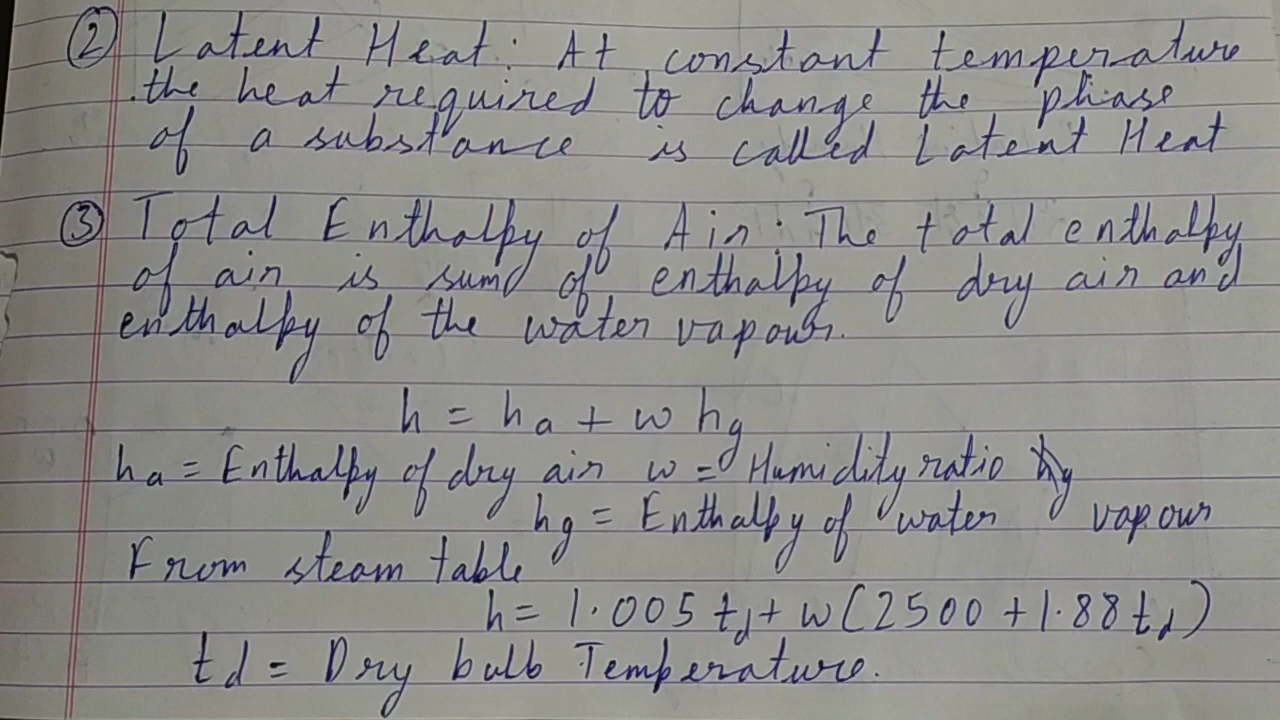 ② Latent Heat: At constant temperature
the heat required to change the phase
of a substance is called Latent Heat
③ Total Enthalpy of Air: The total enthalpy
of air is sum of enthalpy of dry air and
enthalpy of the water vapour.
h = ha + w hg
ha = Enthalpy of dry air w = Humidity ratio
hg = Enthalpy of water vapour
From steam table
h = 1.005 td + w(2500 + 1.88 td)
td = Dry bulb Temperature.